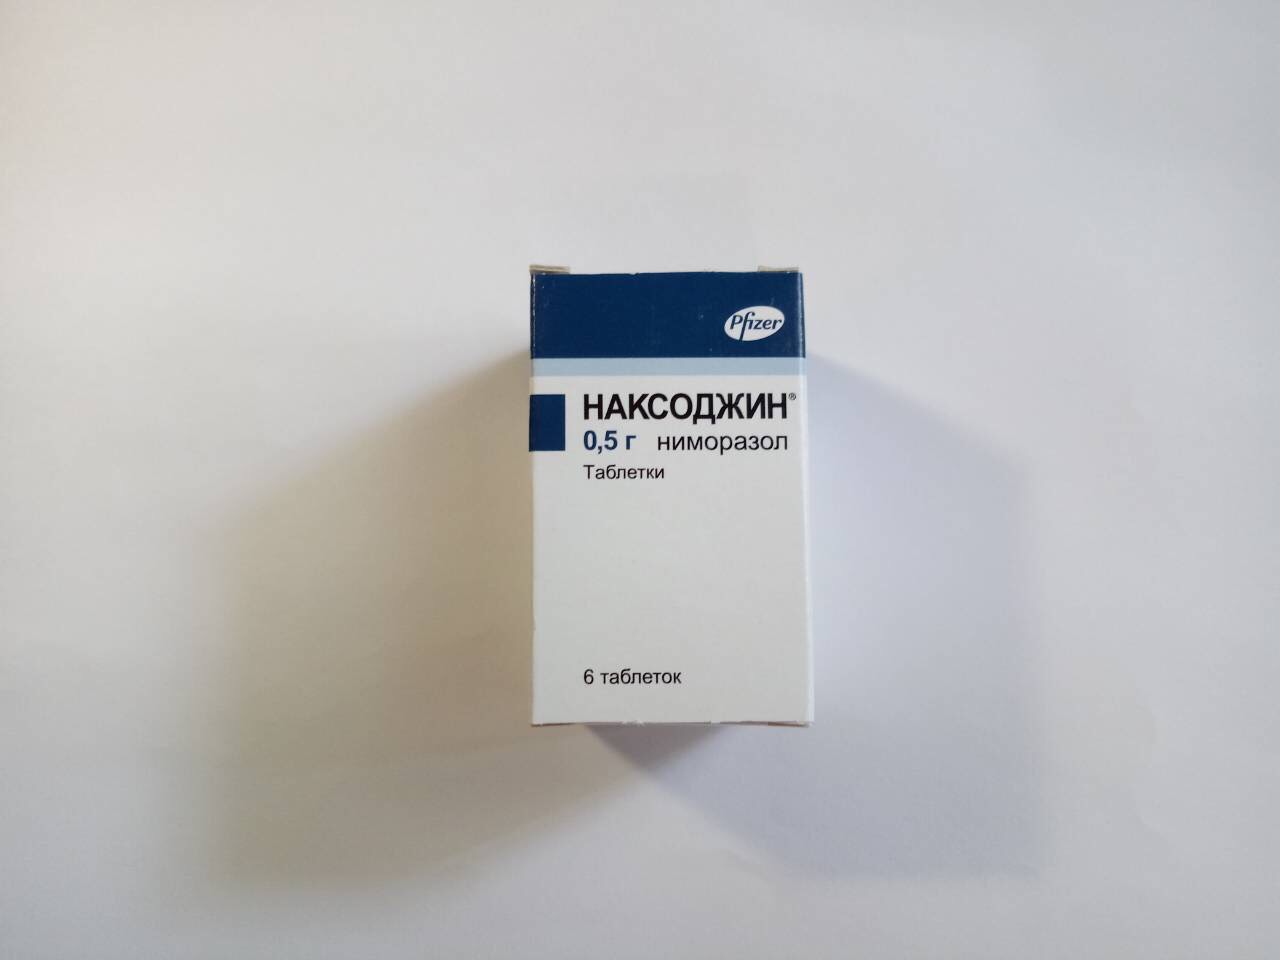 Pfizer
НАКСОДЖИН®
0,5 г ниморазол
Таблетки
6 таблеток